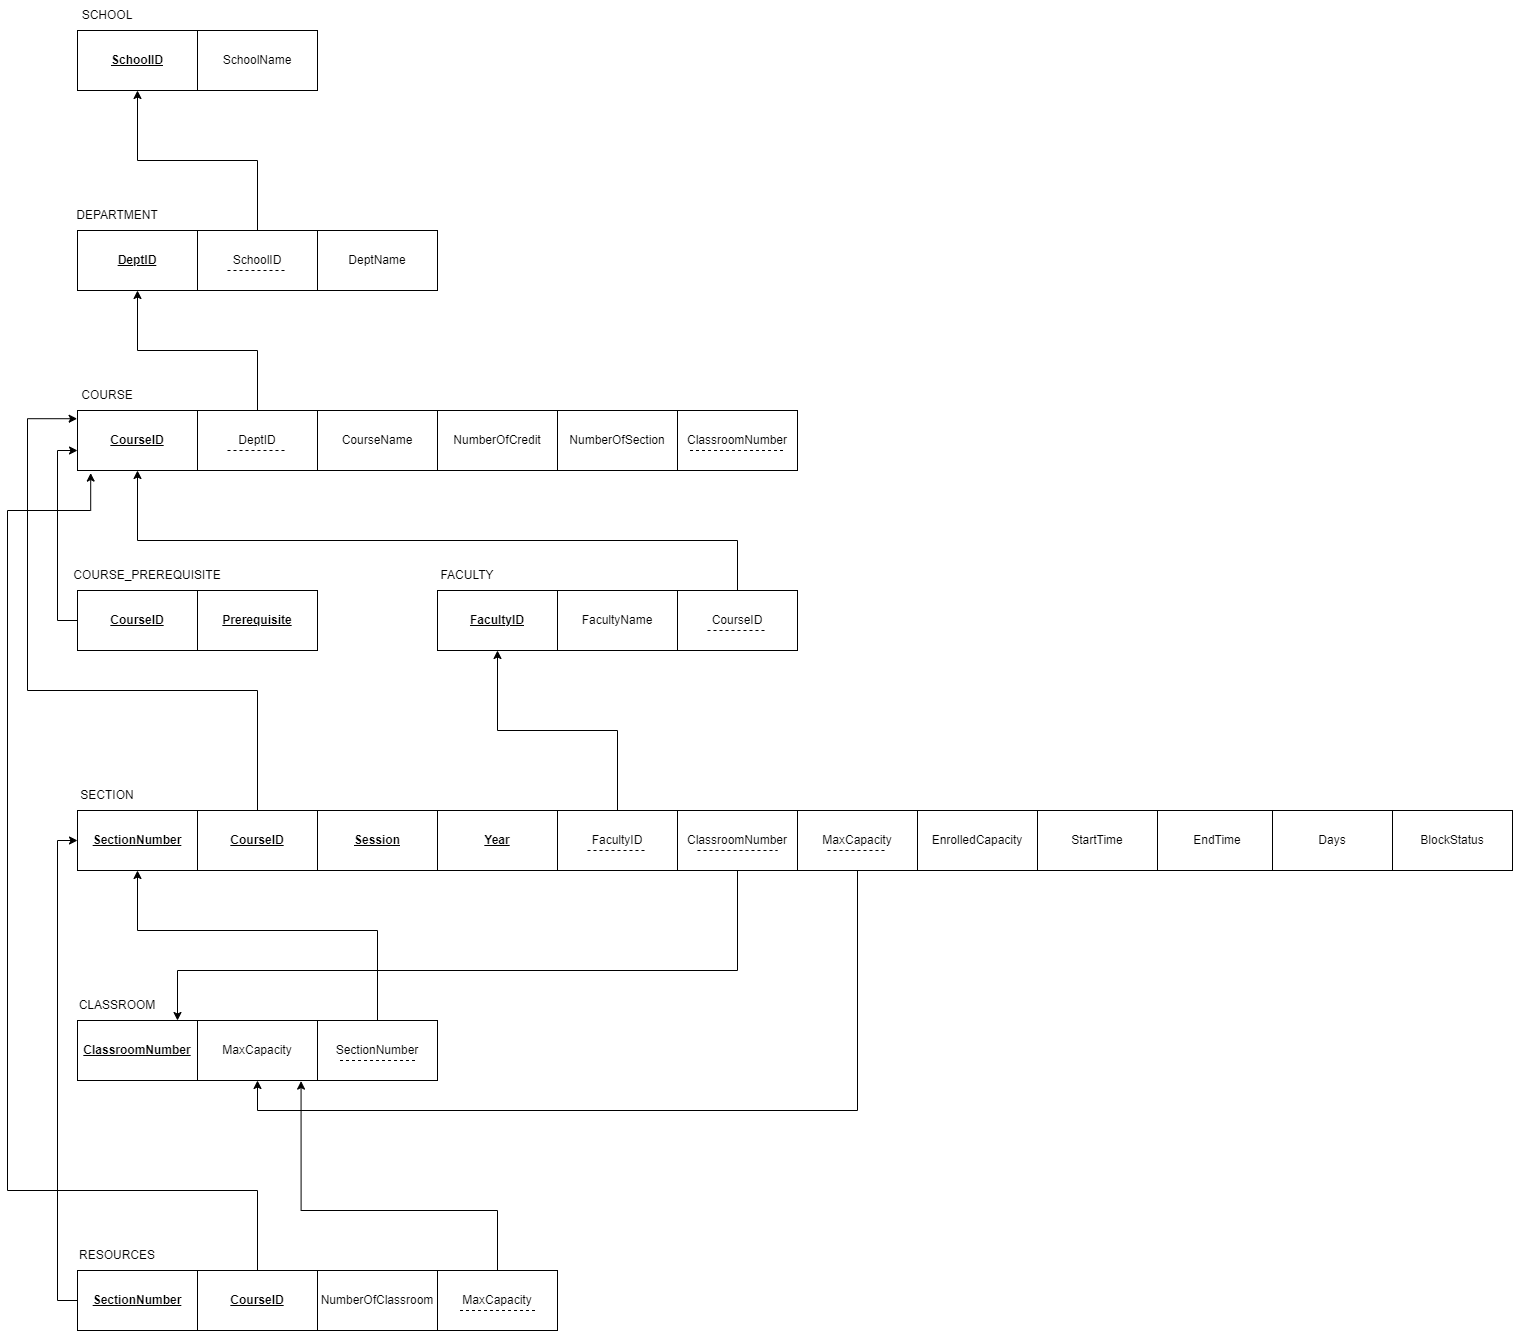 SCHOOL
SchoolID SchoolName
DEPARTMENT
DeptID SchoolID DeptName
COURSE
CourseID DeptID CourseName NumberOfCredit NumberOfSection ClassroomNumber
COURSE_PREREQUISITE FACULTY
CourseID Prerequisite FacultyID FacultyName CourseID
SECTION
SectionNumber CourseID Session Year FacultyID ClassroomNumber MaxCapacity EnrolledCapacity StartTime EndTime Days BlockStatus
CLASSROOM
ClassroomNumber MaxCapacity SectionNumber
RESOURCES
SectionNumber CourseID NumberOfClassroom MaxCapacity